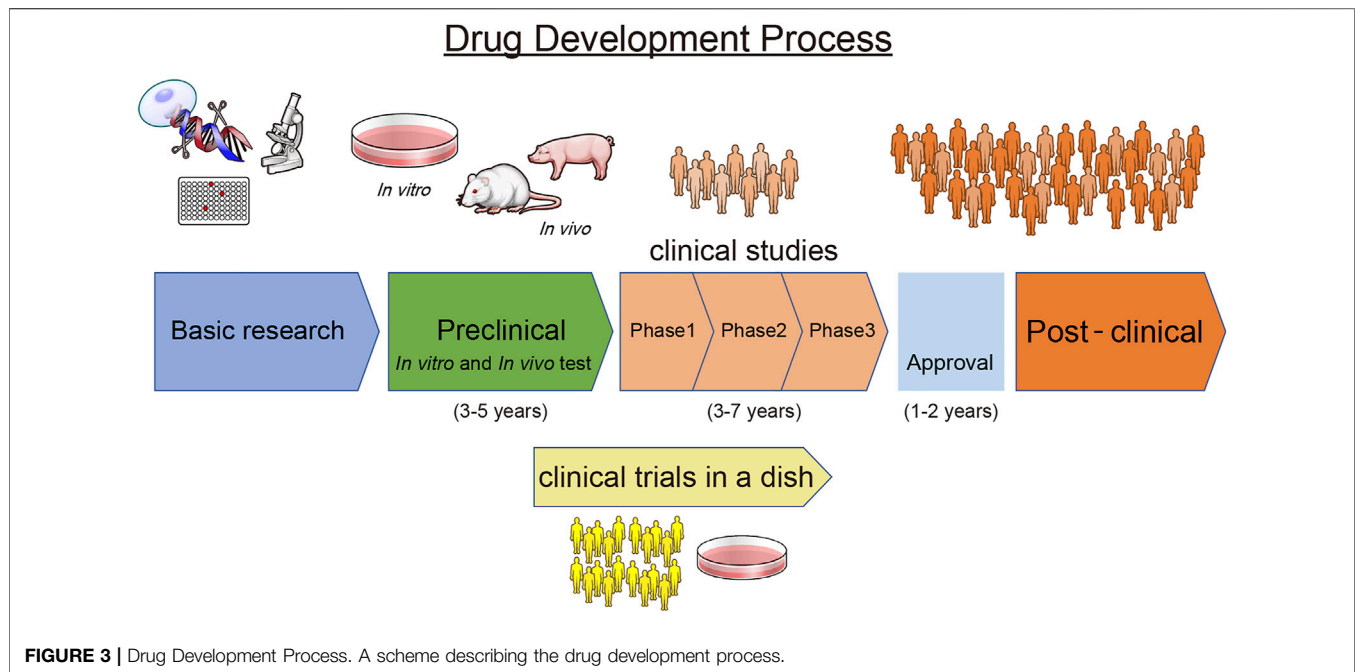 Drug Development Process
In vitro
In vivo
clinical studies
Basic research
Preclinical
In vitro and In vivo test
Phase1
Phase2
Phase3
Approval
Post-clinical
(3-5 years)
(3-7 years)
(1-2 years)
clinical trials in a dish
FIGURE 3 | Drug Development Process. A scheme describing the drug development process.